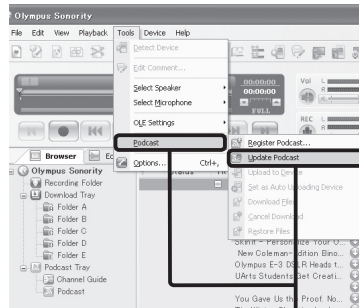 Olympus Sonority
File Edit View Playback Tools Device Help
Detect Device
Edit Comment...
Select Speaker
Select Microphone
OLE Settings
Podcast
Options... Ctrl+,
Register Podcast...
Update Podcast
Upload to Device
Set as Auto Uploading Device
Download Files
Cancel Download
Restore Files
00:00:00
00:00:00
FULL
Vol L
R
REC L
R
Browser
Olympus Sonority
Recording Folder
Download Tray
Folder A
Folder B
Folder C
Folder D
Folder E
Podcast Tray
Channel Guide
Podcast
Skinit - Personalize Your O...
New Coleman-Edition Bino...
Olympus E-3 DSLR Heads t...
UArts Students Get Creati...
You Gave Us the Proof. No...